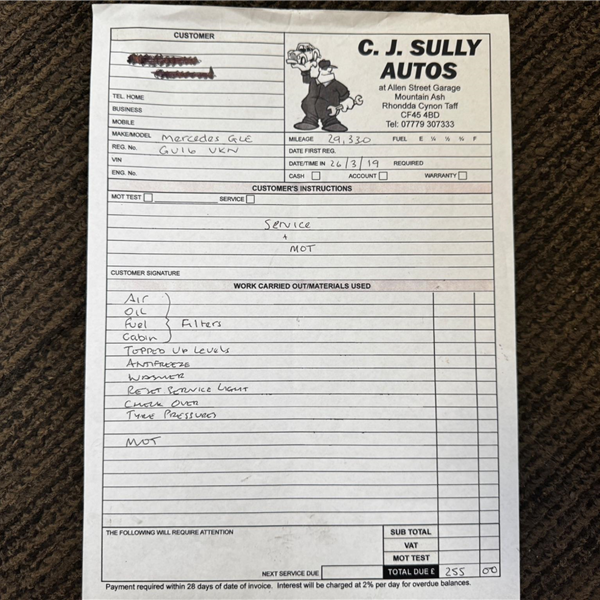 CUSTOMER
C. J. SULLY
AUTOS
at Allen Street Garage
Mountain Ash
Rhondda Cynon Taff
CF45 4BD
Tel: 07779 307333
TEL. HOME
BUSINESS
MOBILE
MAKE/MODEL Mercedes GLE
MILEAGE 29,330 FUEL E ¼ ½ ¾ F
REG. No. GU16 VKN
DATE FIRST REG.
VIN
DATE/TIME IN 26/3/19 REQUIRED
ENG. No.
CASH ACCOUNT WARRANTY
CUSTOMER'S INSTRUCTIONS
MOT TEST SERVICE
Service
+
MOT
CUSTOMER SIGNATURE
WORK CARRIED OUT/MATERIALS USED
Air
OIL
Fuel Filters
Cabin
Topped Up Levels
Antifreeze
Washer
Reset Service Light
Check Over
Tyre Pressures
MOT
THE FOLLOWING WILL REQUIRE ATTENTION
SUB TOTAL
VAT
MOT TEST
NEXT SERVICE DUE
TOTAL DUE £ 255 00
Payment required within 28 days of date of invoice. Interest will be charged at 2% per day for overdue balances.